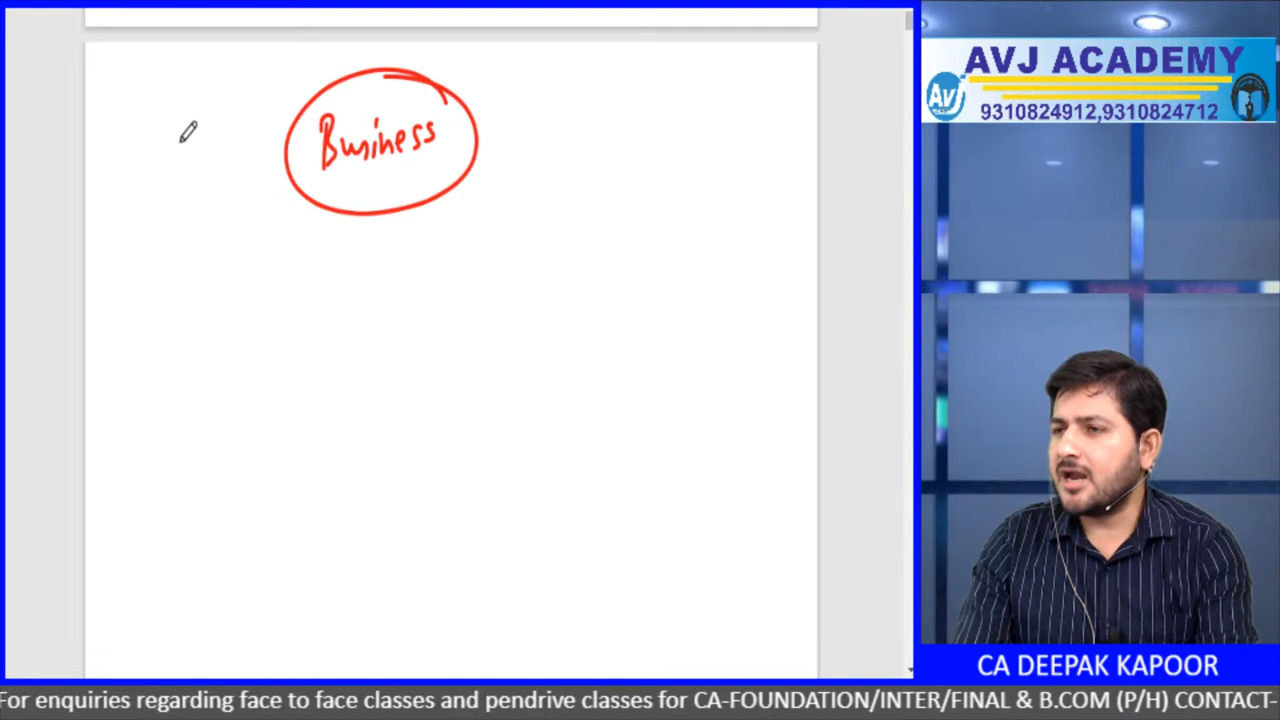 Business
AVJ ACADEMY
AV
9310824912,9310824712
CA DEEPAK KAPOOR
For enquiries regarding face to face classes and pendrive classes for CA-FOUNDATION/INTER/FINAL & B.COM (P/H) CONTACT-